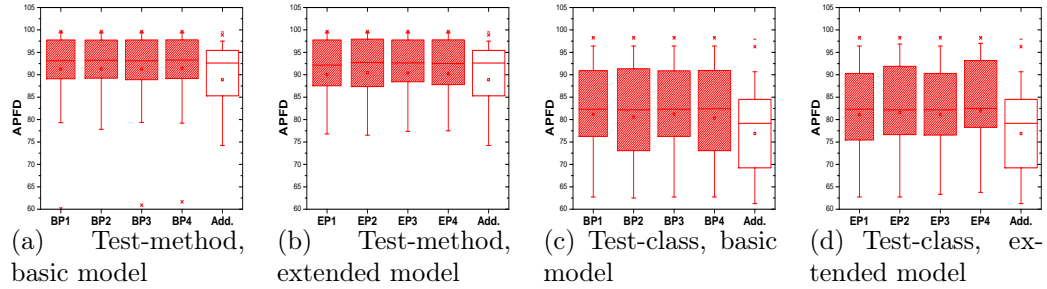 100
95
90
85
80
75
70
65
60
APFD
BP1 BP2 BP3 BP4 Add.
(a) Test-method,
basic model
100
95
90
85
80
75
70
65
60
APFD
EP1 EP2 EP3 EP4 Add.
(b) Test-method,
extended model
105
100
95
90
85
80
75
70
65
60
APFD
BP1 BP2 BP3 BP4 Add.
(c) Test-class, basic
model
105
100
95
90
85
80
75
70
65
60
APFD
EP1 EP2 EP3 EP4 Add.
(d) Test-class, ex-
tended model